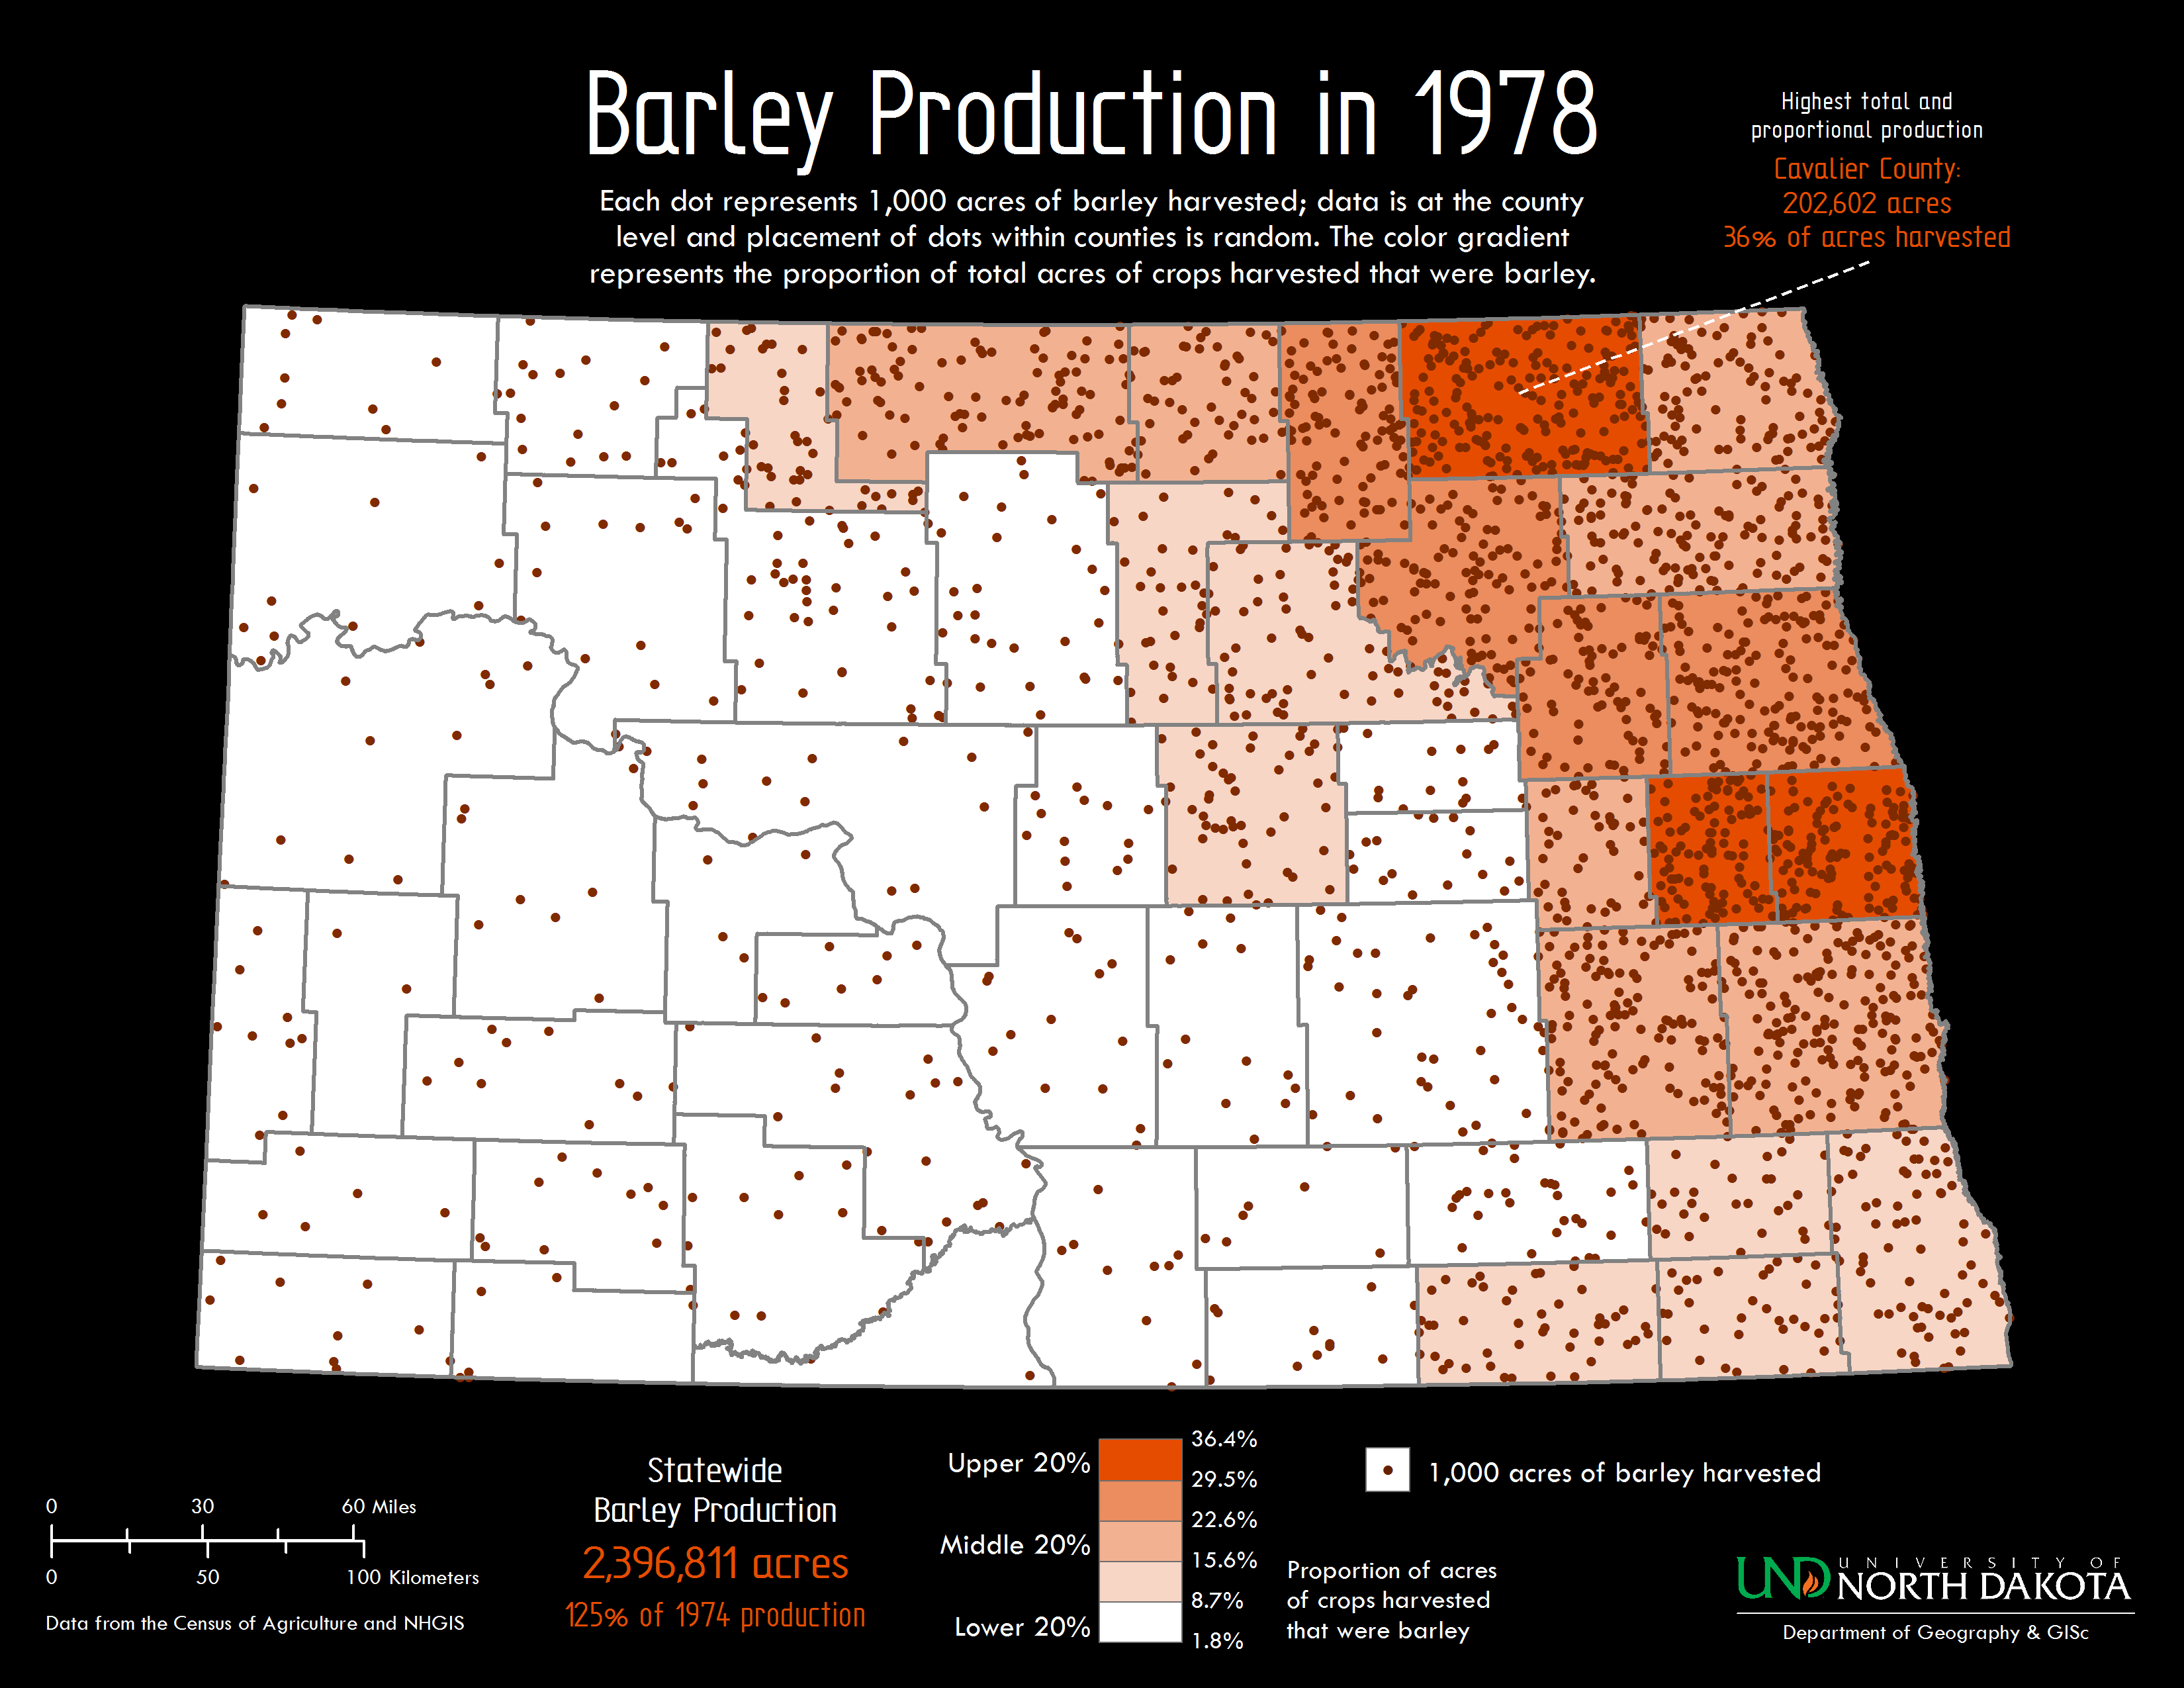 Barley Production in 1978
Each dot represents 1,000 acres of barley harvested; data is at the county
level and placement of dots within counties is random. The color gradient
represents the proportion of total acres of crops harvested that were barley.
Highest total and
proportional production
Cavalier County:
202,602 acres
36% of acres harvested
0 30 60 Miles
0 50 100 Kilometers
Data from the Census of Agriculture and NHGIS
Statewide
Barley Production
2,396,811 acres
125% of 1974 production
Upper 20%
Middle 20%
Lower 20%
36.4%
29.5%
22.6%
15.6%
8.7%
1.8%
Proportion of acres
of crops harvested
that were barley
1,000 acres of barley harvested
UND UNIVERSITY OF
NORTH DAKOTA
Department of Geography & GISc